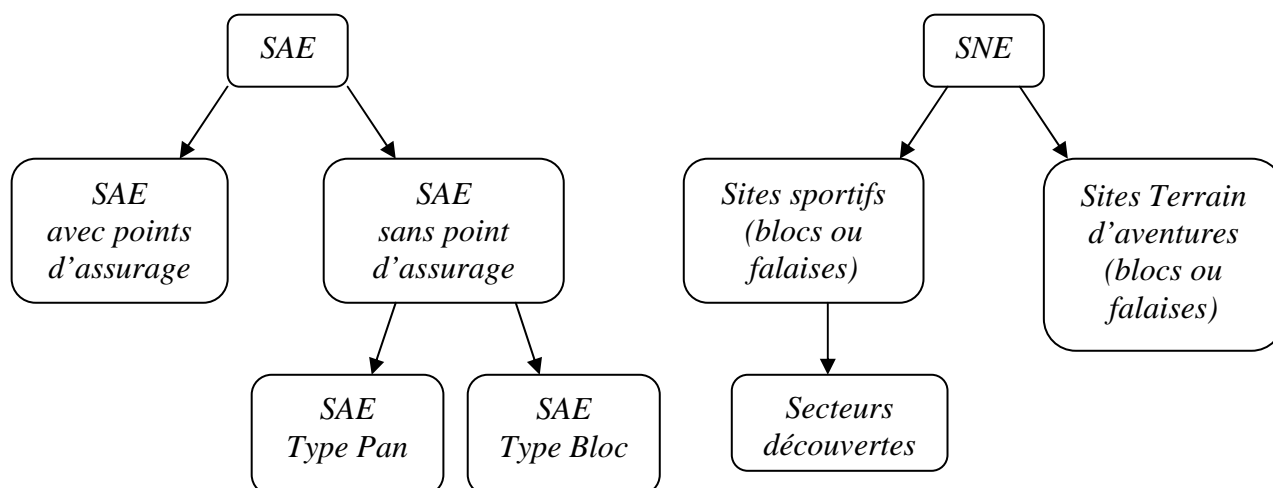 SAE
SNE
SAE
avec points
d’assurage
SAE
sans point
d’assurage
Sites sportifs
(blocs ou
falaises)
Sites Terrain
d’aventures
(blocs ou
falaises)
SAE
Type Pan
SAE
Type Bloc
Secteurs
découvertes